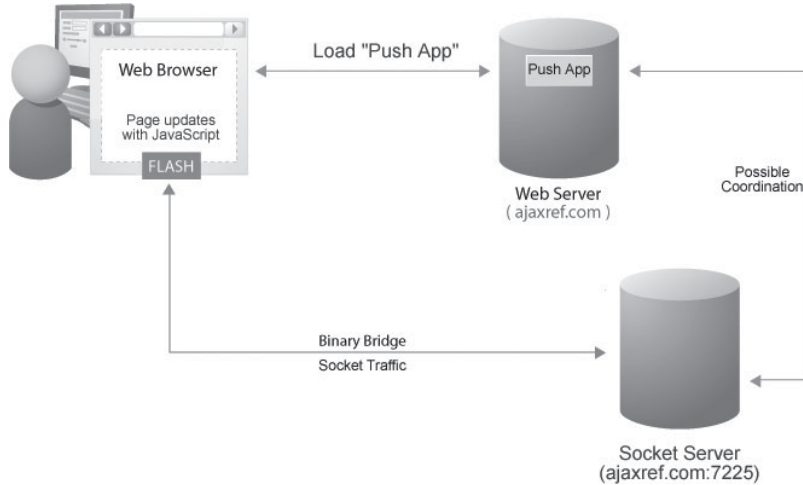 Load "Push App"
Web Browser
Page updates
with JavaScript
FLASH
Push App
Web Server
( ajaxref.com )
Possible
Coordination
Binary Bridge
Socket Traffic
Socket Server
(ajaxref.com:7225)